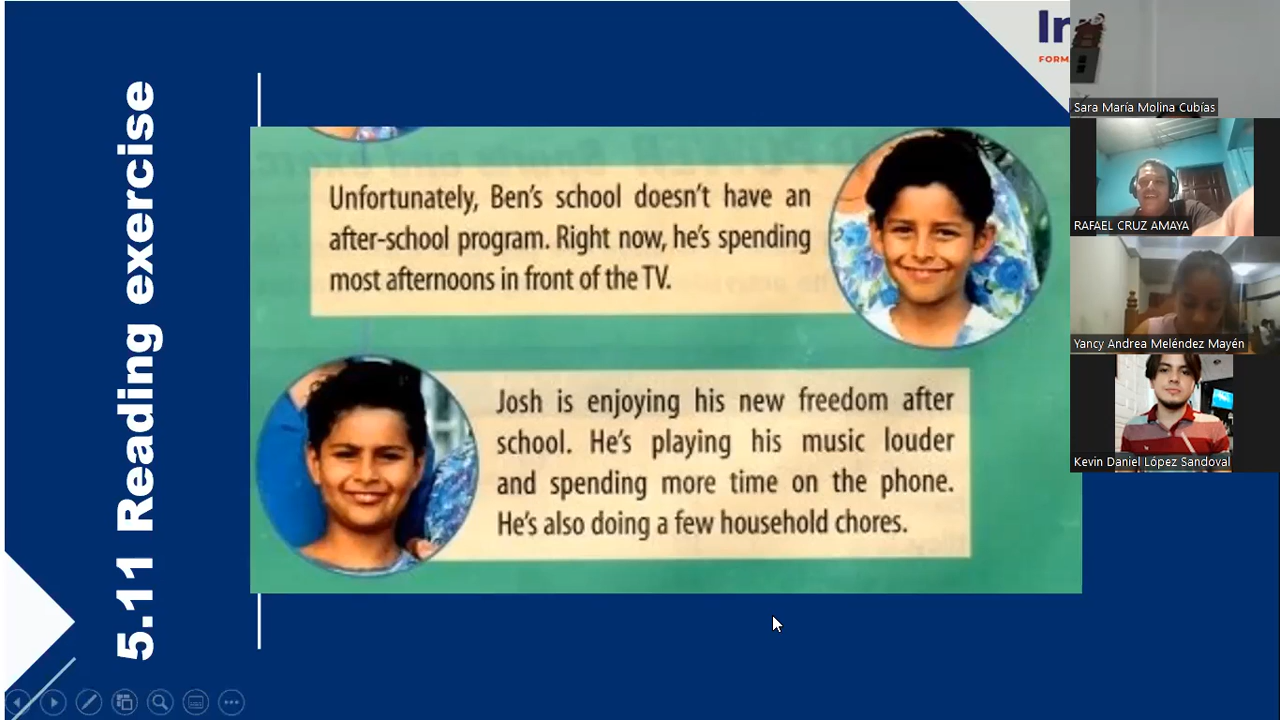 5.11 Reading exercise
Unfortunately, Ben's school doesn't have an
after-school program. Right now, he's spending
most afternoons in front of the TV.
Josh is enjoying his new freedom after
school. He's playing his music louder
and spending more time on the phone.
He's also doing a few household chores.
Sara María Molina Cubías
RAFAEL CRUZ AMAYA
Yancy Andrea Meléndez Mayén
Kevin Daniel López Sandoval